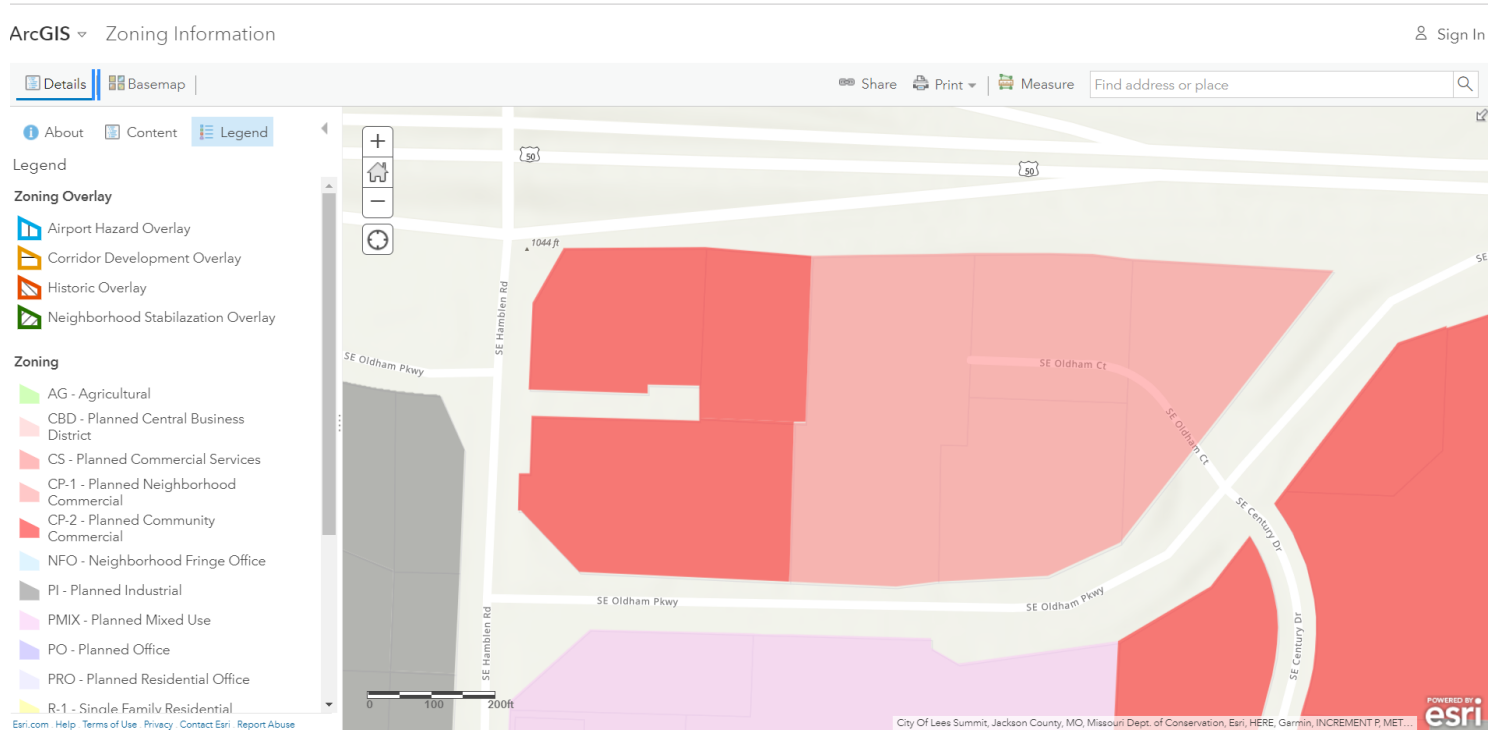 ArcGIS Zoning Information
Sign In
Details Basemap
Share Print Measure Find address or place
About Content Legend
Legend
Zoning Overlay
Airport Hazard Overlay
Corridor Development Overlay
Historic Overlay
Neighborhood Stabilazation Overlay
Zoning
AG - Agricultural
CBD - Planned Central Business
District
CS - Planned Commercial Services
CP-1 - Planned Neighborhood
Commercial
CP-2 - Planned Community
Commercial
NFO - Neighborhood Fringe Office
PI - Planned Industrial
PMIX - Planned Mixed Use
PO - Planned Office
PRO - Planned Residential Office
R-1 - Single Family Residential
Esri.com . Help . Terms of Use . Privacy . Contact Esri . Report Abuse
50
50
1044 ft
SE
SE Hamblen Rd
SE Oldham Pkwy
SE Oldham Ct
SE Oldham Ct
SE Century Dr
SE Oldham Pkwy
SE Oldham Pkwy
SE Hamblen Rd
SE Century Dr
0 100 200ft
City Of Lees Summit, Jackson County, MO, Missouri Dept. of Conservation, Esri, HERE, Garmin, INCREMENT P, MET...
POWERED BY
esri